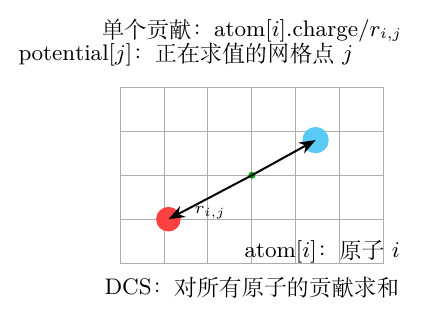 单个贡献：atom[i].charge/r_{i,j}
potential[j]：正在求值的网格点 j
r_{i,j}
atom[i]：原子 i
DCS：对所有原子的贡献求和